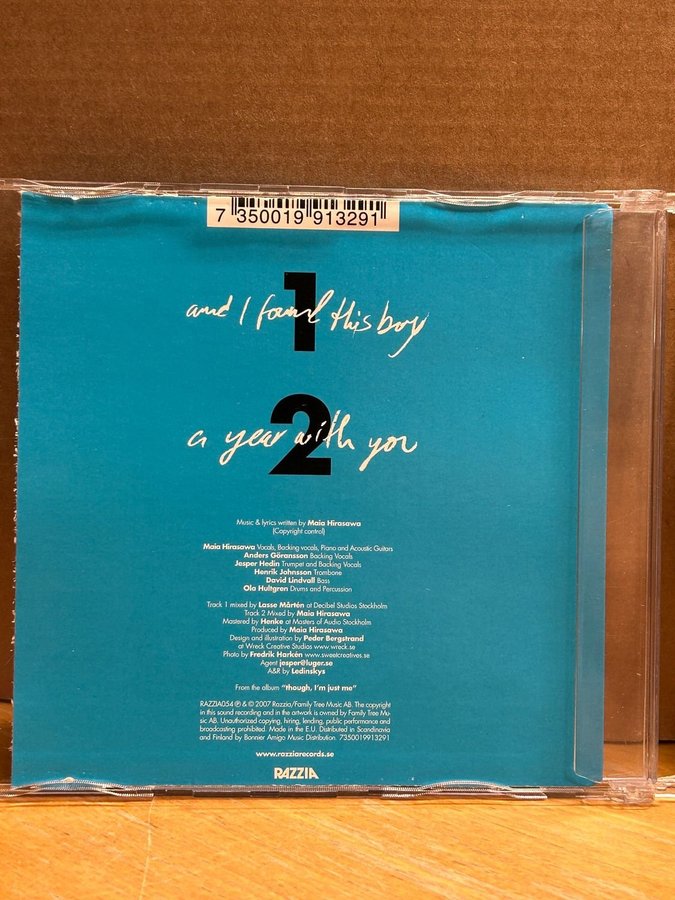 7 350019 913291
1
and I found this boy
2
a year with you
Music & lyrics written by Maia Hirasawa
(Copyright control)
Maia Hirasawa Vocals, Backing vocals, Piano and Acoustic Guitars
Anders Göransson Backing Vocals
Jesper Hedin Trumpet and Backing Vocals
Henrik Johnsson Trombone
David Lindvall Bass
Ola Hultgren Drums and Percussion
Track 1 mixed by Lasse Mårtén at Decibel Studios Stockholm
Track 2 Mixed by Maia Hirasawa
Mastered by Henke at Masters of Audio Stockholm
Produced by Maia Hirasawa
Design and illustration by Peder Bergstrand
at Wreck Creative Studios www.wreck.se
Photo by Fredrik Harkén www.sweetcreatives.se
Agent jesper@luger.se
A&R by Ledinskys
From the album “though, I’m just me”
RAZZIA054 ℗ & © 2007 Razzia/Family Tree Music AB. The copyright
in this sound recording and in the artwork is owned by Family Tree Mu-
sic AB. Unauthorized copying, hiring, lending, public performance and
broadcasting prohibited. Made in the E.U. Distributed in Scandinavia
and Finland by Bonnier Amigo Music Distribution 7350019913291
www.razziarecords.se
RAZZIA